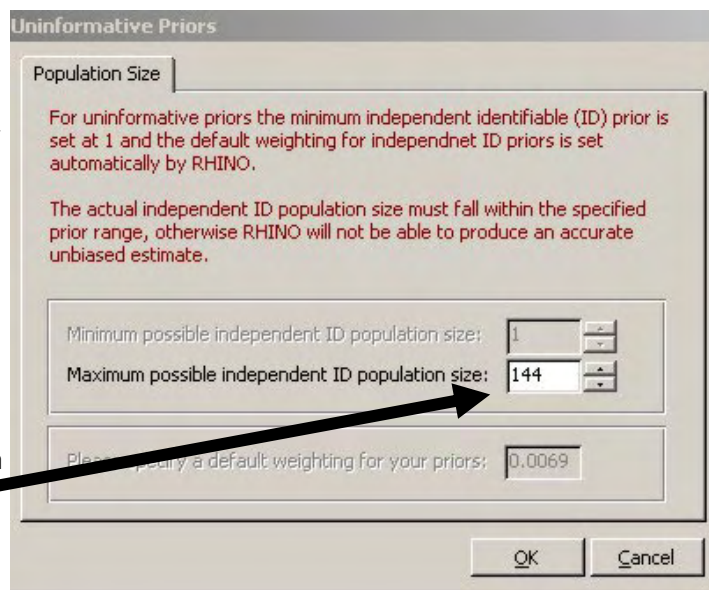 Uninformative Priors
Population Size
For uninformative priors the minimum independent identifiable (ID) prior is
set at 1 and the default weighting for independnet ID priors is set
automatically by RHINO.
The actual independent ID population size must fall within the specified
prior range, otherwise RHINO will not be able to produce an accurate
unbiased estimate.
Minimum possible independent ID population size: 1
Maximum possible independent ID population size: 144
a default weighting for your priors: 0.0069
OK Cancel